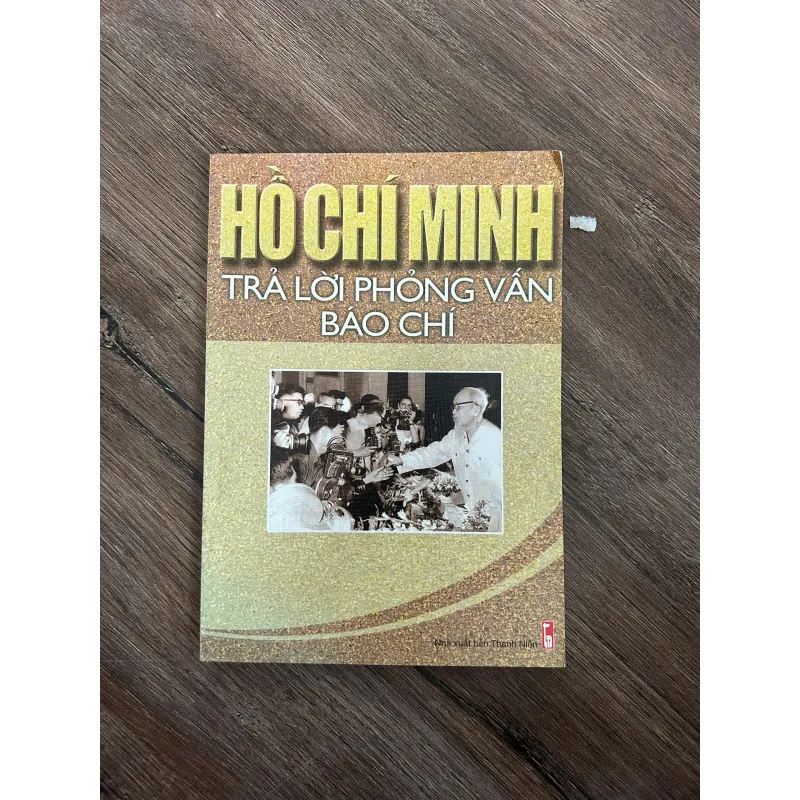 HỒ CHÍ MINH
TRẢ LỜI PHỎNG VẤN
BÁO CHÍ
Nhà xuất bản Thanh Niên